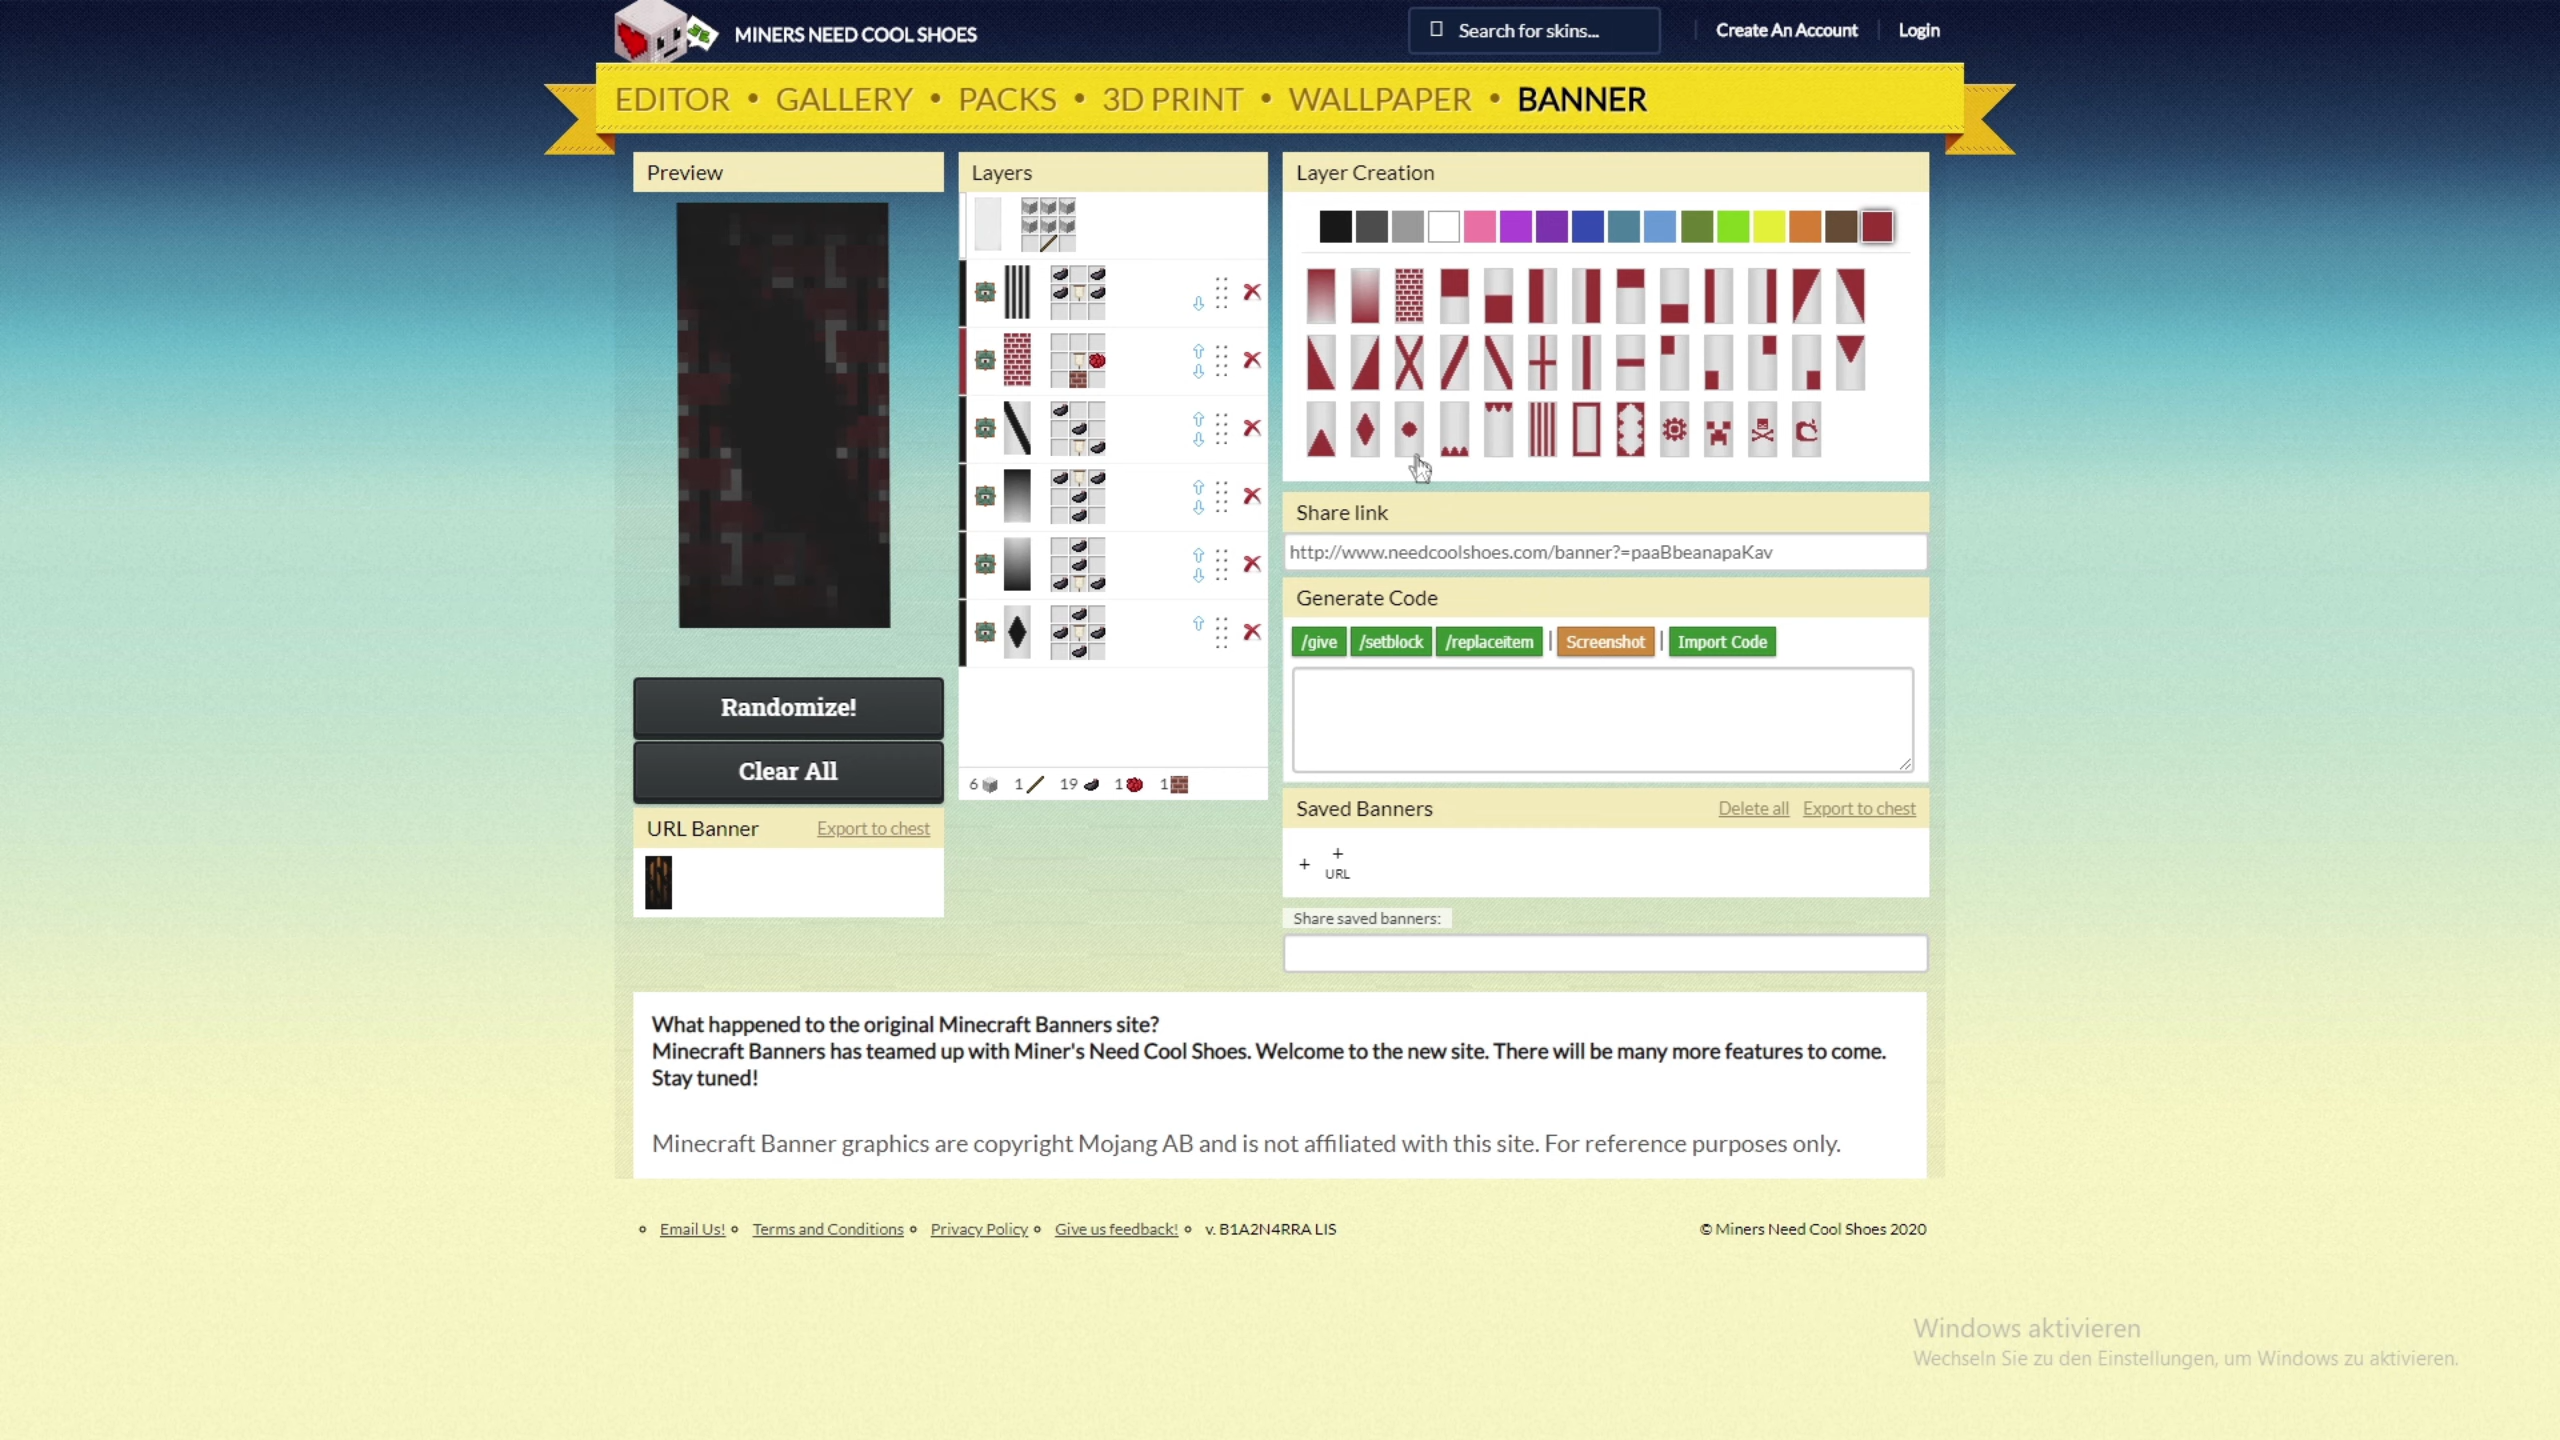 MINERS NEED COOL SHOES
Search for skins...
Create An Account
Login
EDITOR • GALLERY • PACKS • 3D PRINT • WALLPAPER • BANNER
Preview
Layers
Layer Creation
Share link
http://www.needcoolshoes.com/banner?=paaBbeanapaKav
Generate Code
/give /setblock /replaceitem | Screenshot | Import Code
Randomize!
Clear All
6 1 19 1 1
URL Banner Export to chest
Saved Banners Delete all Export to chest
+ +
URL
Share saved banners:
What happened to the original Minecraft Banners site?
Minecraft Banners has teamed up with Miner's Need Cool Shoes. Welcome to the new site. There will be many more features to come.
Stay tuned!
Minecraft Banner graphics are copyright Mojang AB and is not affiliated with this site. For reference purposes only.
Email Us! Terms and Conditions Privacy Policy Give us feedback! v. B1A2N4RRA LIS
© Miners Need Cool Shoes 2020
Windows aktivieren
Wechseln Sie zu den Einstellungen, um Windows zu aktivieren.